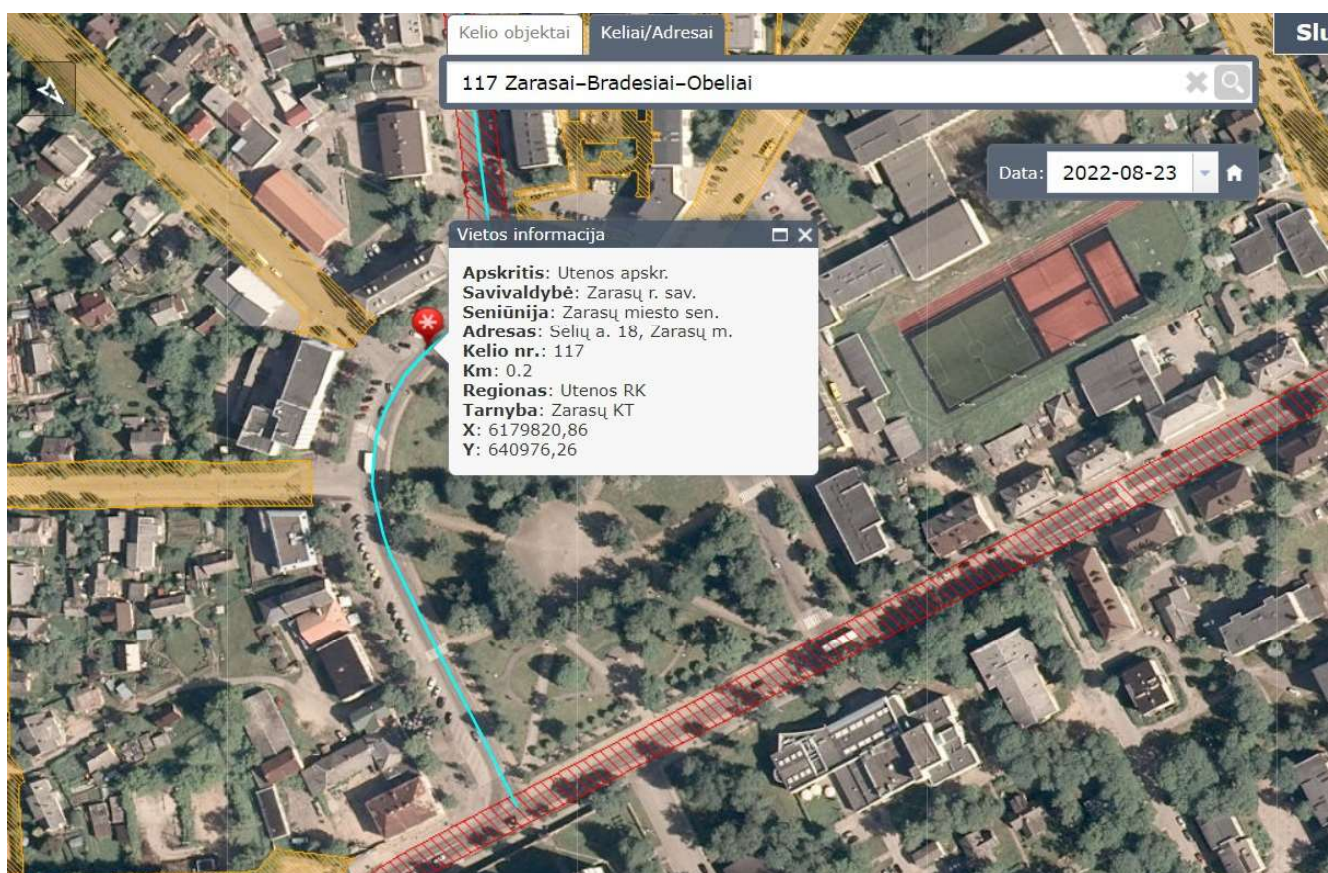 Kelio objektai
Keliai/Adresai
Slu
117 Zarasai–Bradesiai–Obeliai
Data: 2022-08-23
Vietos informacija
Apskritis: Utenos apskr.
Savivaldybė: Zarasų r. sav.
Seniūnija: Zarasų miesto sen.
Adresas: Sėlių a. 18, Zarasų m.
Kelio nr.: 117
Km: 0.2
Regionas: Utenos RK
Tarnyba: Zarasų KT
X: 6179820,86
Y: 640976,26